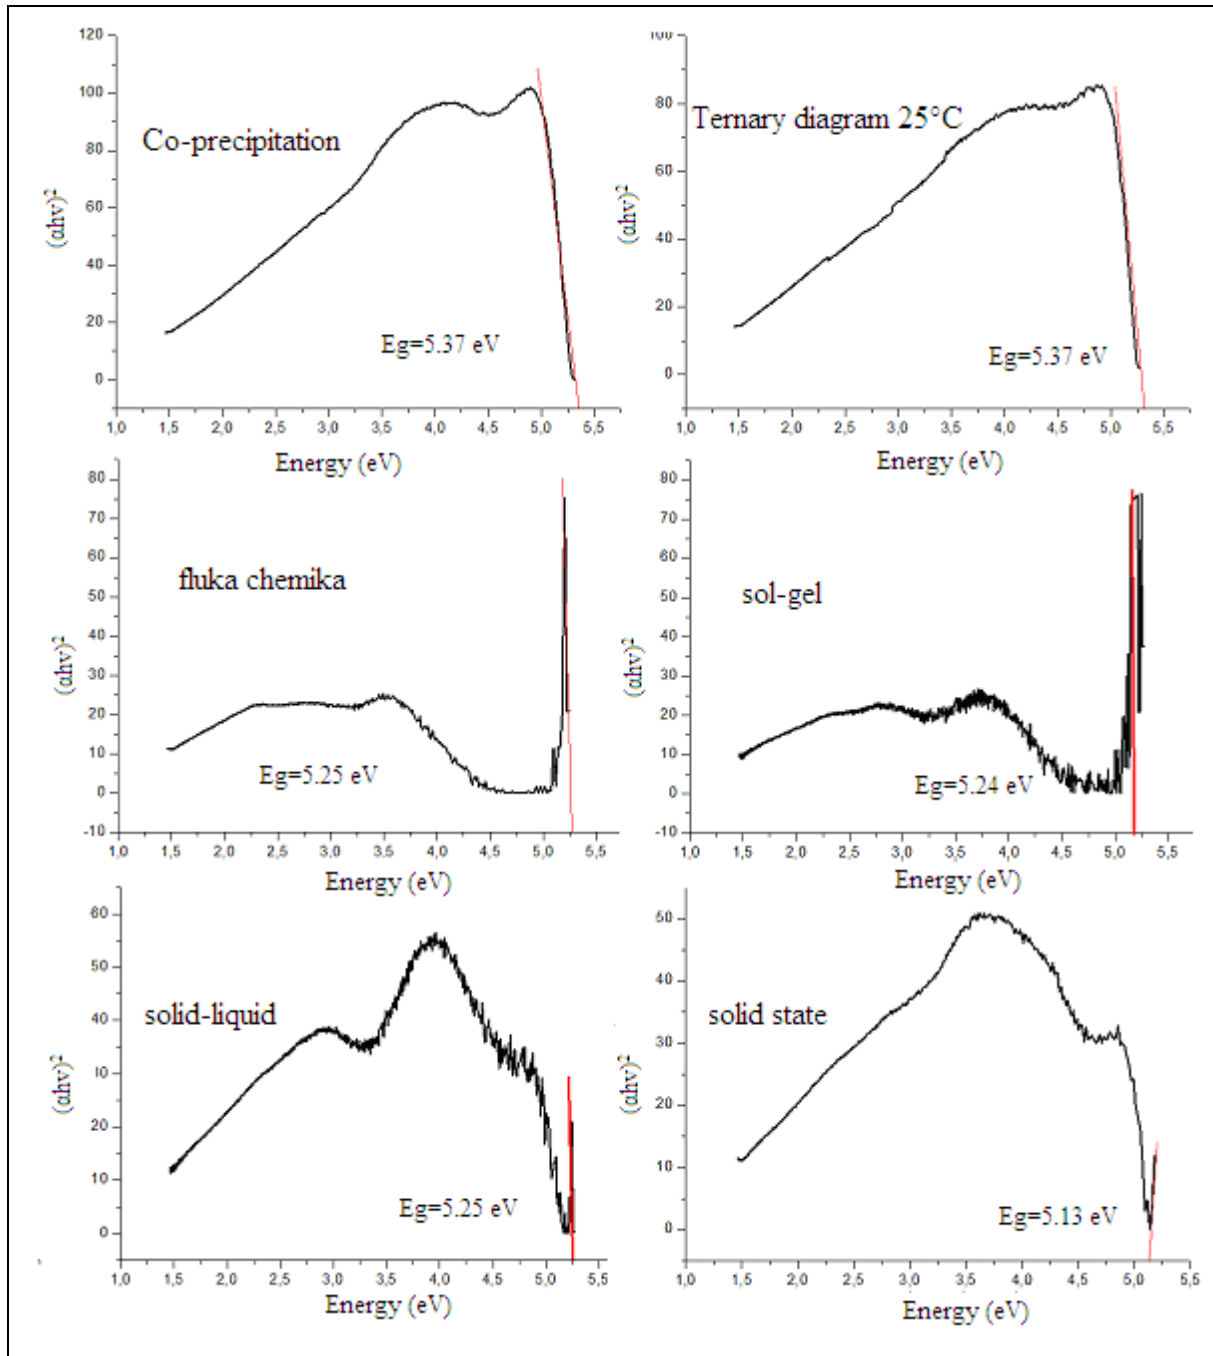 120
100
80
60
40
20
0
(αhν)²
Co-precipitation
Eg=5.37 eV
1,0 1,5 2,0 2,5 3,0 3,5 4,0 4,5 5,0 5,5
Energy (eV)
100
80
60
40
20
0
(αhν)²
Ternary diagram 25°C
Eg=5.37 eV
1,0 1,5 2,0 2,5 3,0 3,5 4,0 4,5 5,0 5,5
Energy (eV)
80
70
60
50
40
30
20
10
0
-10
(αhν)²
fluka chemika
Eg=5.25 eV
1,0 1,5 2,0 2,5 3,0 3,5 4,0 4,5 5,0 5,5
Energy (eV)
80
70
60
50
40
30
20
10
0
-10
(αhν)²
sol-gel
Eg=5.24 eV
1,0 1,5 2,0 2,5 3,0 3,5 4,0 4,5 5,0 5,5
Energy (eV)
60
50
40
30
20
10
0
(αhν)²
solid-liquid
Eg=5.25 eV
1,0 1,5 2,0 2,5 3,0 3,5 4,0 4,5 5,0 5,5
Energy (eV)
50
40
30
20
10
0
(αhν)²
solid state
Eg=5.13 eV
1,0 1,5 2,0 2,5 3,0 3,5 4,0 4,5 5,0 5,5
Energy (eV)